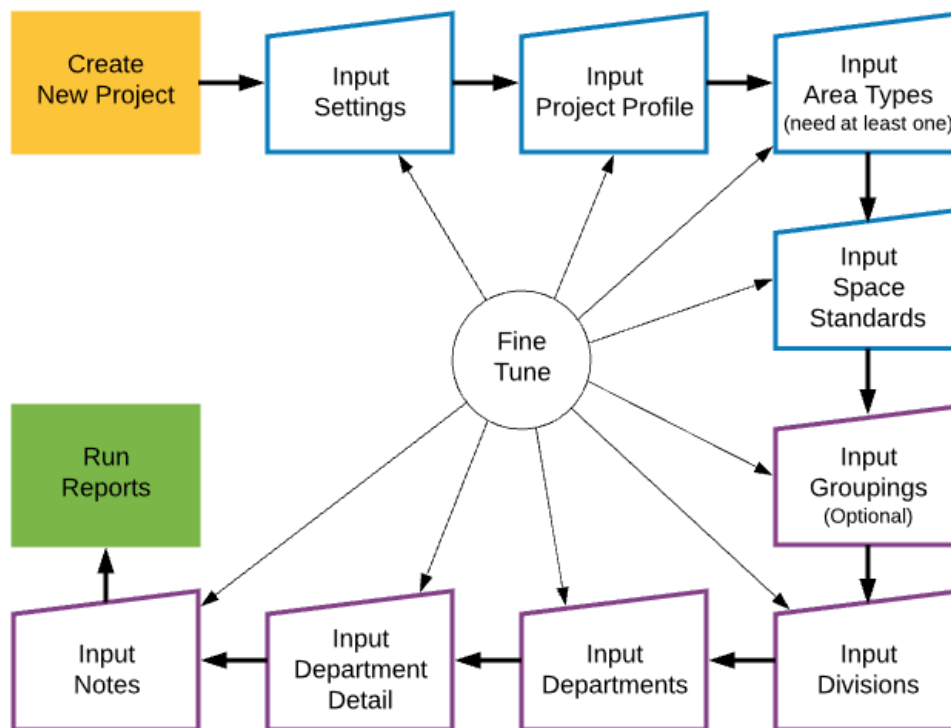 Create
New Project
Input
Settings
Input
Project Profile
Input
Area Types
(need at least one)
Input
Space
Standards
Fine
Tune
Run
Reports
Input
Groupings
(Optional)
Input
Notes
Input
Department
Detail
Input
Departments
Input
Divisions